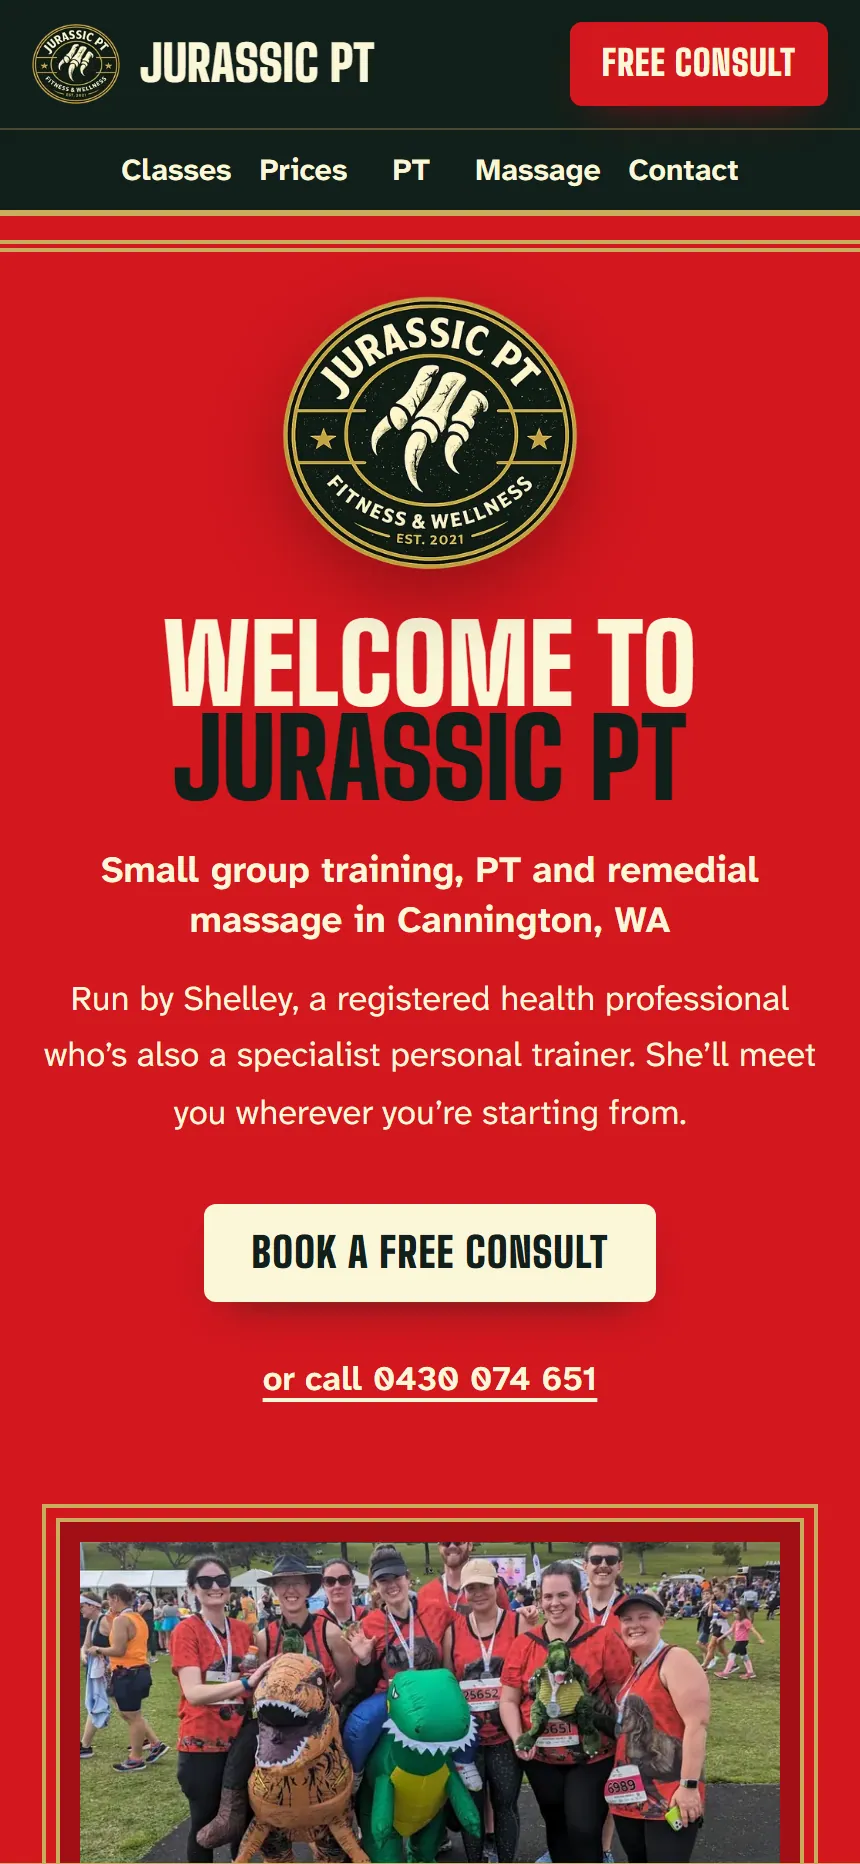 JURASSIC PT
FITNESS & WELLNESS
EST. 2021
JURASSIC PT
FREE CONSULT
Classes Prices PT Massage Contact
JURASSIC PT
FITNESS & WELLNESS
EST. 2021
WELCOME TO
JURASSIC PT
Small group training, PT and remedial
massage in Cannington, WA
Run by Shelley, a registered health professional
who’s also a specialist personal trainer. She’ll meet
you wherever you’re starting from.
BOOK A FREE CONSULT
or call 0430 074 651
25652
5651
6989